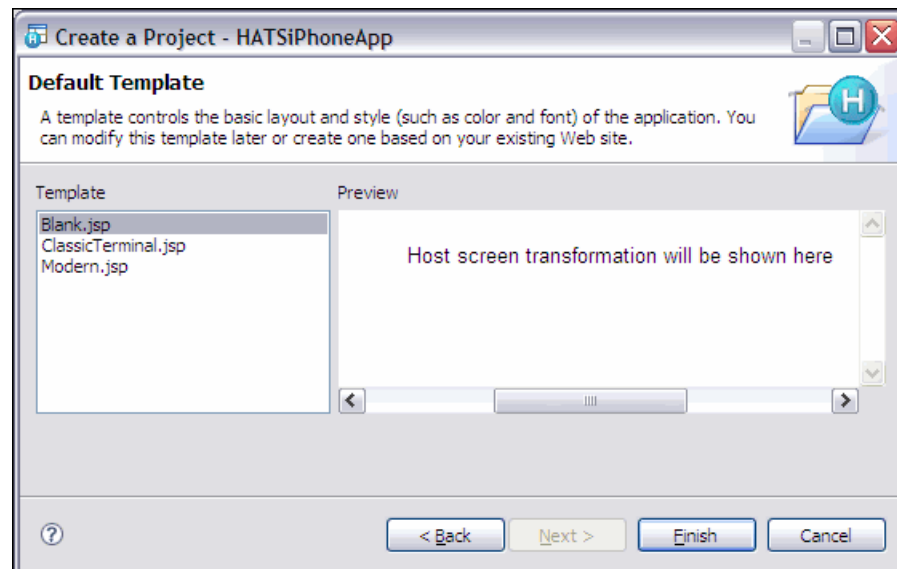 Create a Project - HATSiPhoneApp
Default Template
A template controls the basic layout and style (such as color and font) of the application. You
can modify this template later or create one based on your existing Web site.
H
Template
Preview
Blank.jsp
ClassicTerminal.jsp
Modern.jsp
Host screen transformation will be shown here
?
< Back
Next >
Finish
Cancel